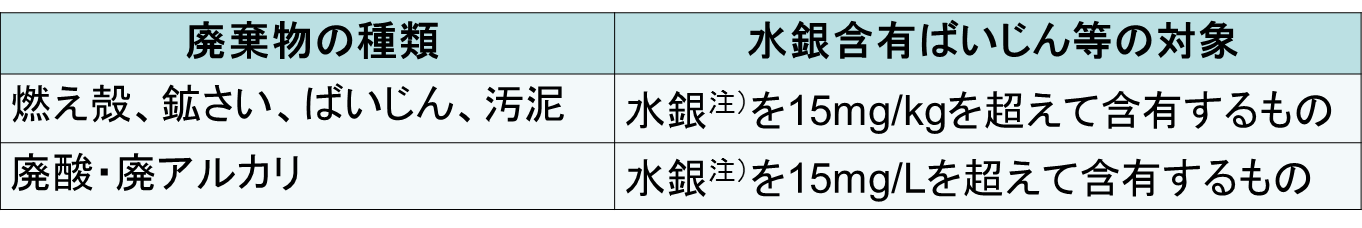 廃棄物の種類 水銀含有ばいじん等の対象
燃え殻、鉱さい、ばいじん、汚泥 水銀注）を15mg/kgを超えて含有するもの
廃酸・廃アルカリ 水銀注）を15mg/Lを超えて含有するもの